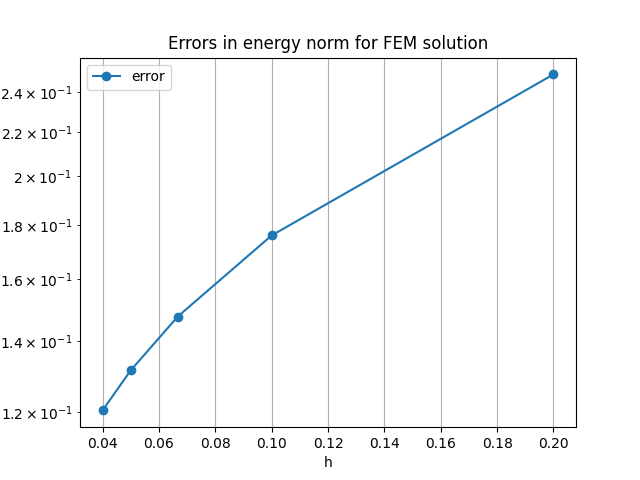 Errors in energy norm for FEM solution
error
2.4 × 10⁻¹
2.2 × 10⁻¹
2 × 10⁻¹
1.8 × 10⁻¹
1.6 × 10⁻¹
1.4 × 10⁻¹
1.2 × 10⁻¹
0.04 0.06 0.08 0.10 0.12 0.14 0.16 0.18 0.20
h